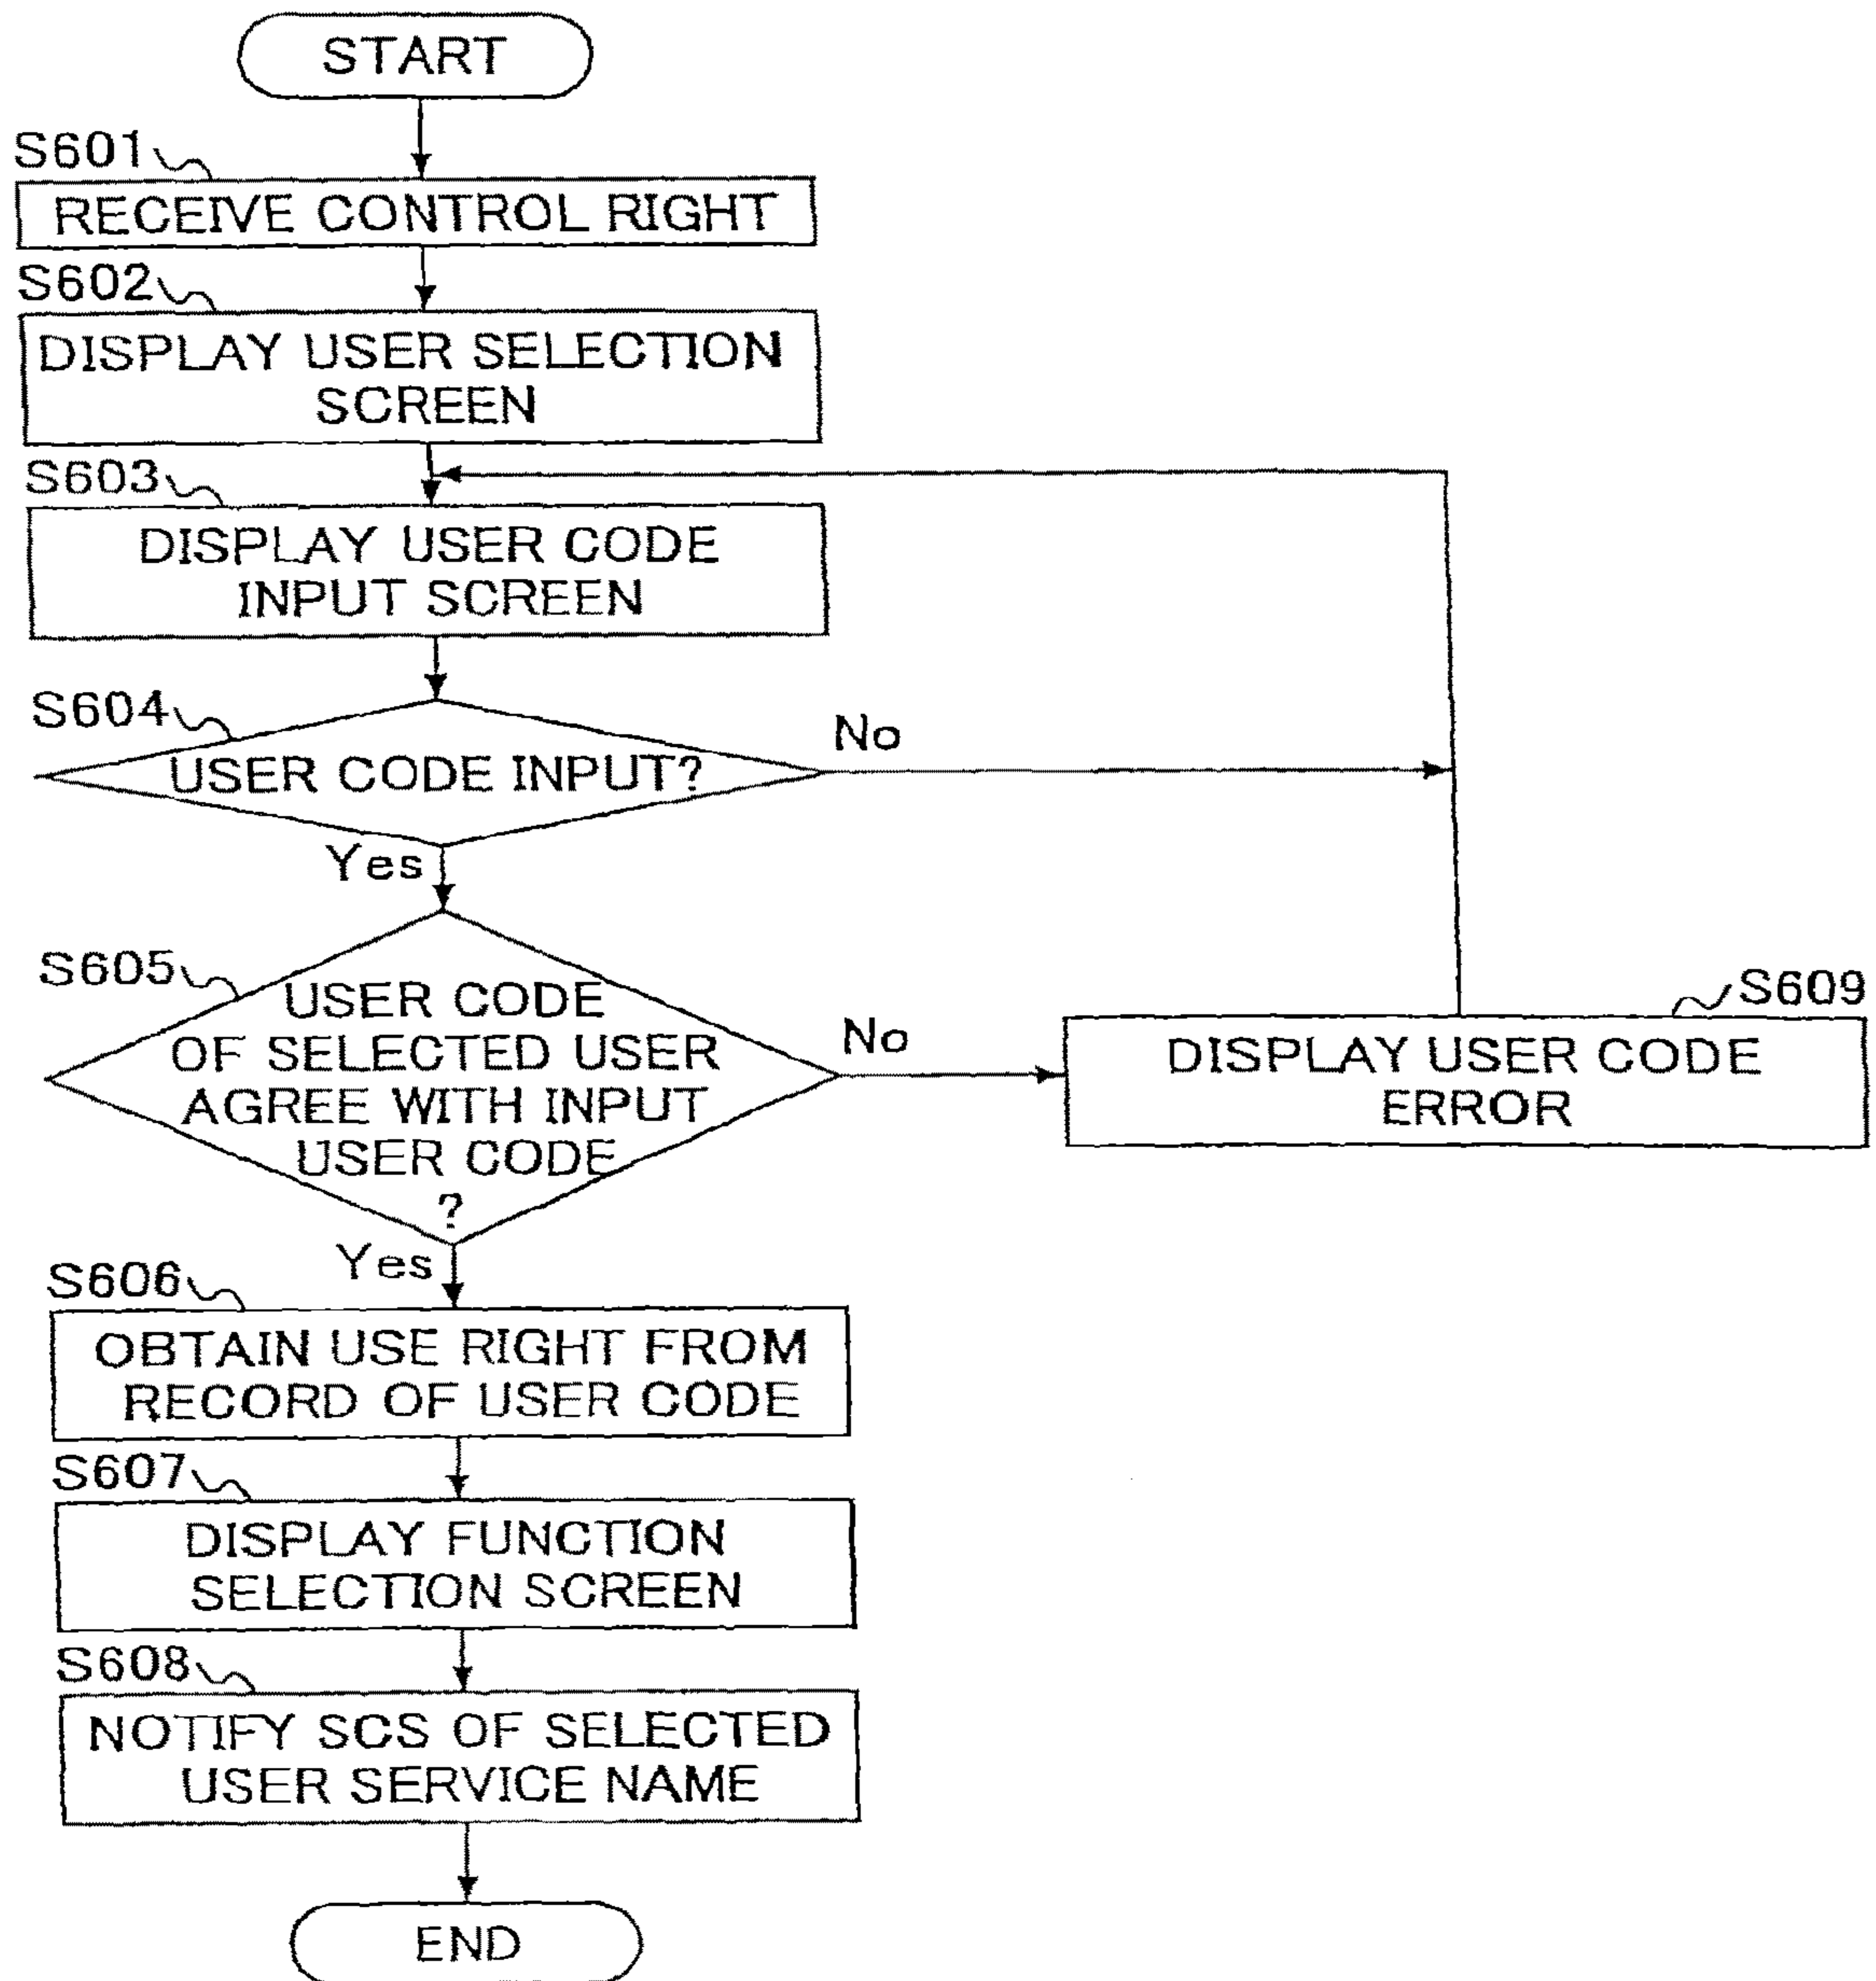 START
S601
RECEIVE CONTROL RIGHT
S602
DISPLAY USER SELECTION
SCREEN
S603
DISPLAY USER CODE
INPUT SCREEN
S604
USER CODE INPUT?
No
Yes
S605
USER CODE
OF SELECTED USER
AGREE WITH INPUT
USER CODE
?
No
S609
DISPLAY USER CODE
ERROR
Yes
S606
OBTAIN USE RIGHT FROM
RECORD OF USER CODE
S607
DISPLAY FUNCTION
SELECTION SCREEN
S608
NOTIFY SCS OF SELECTED
USER SERVICE NAME
END